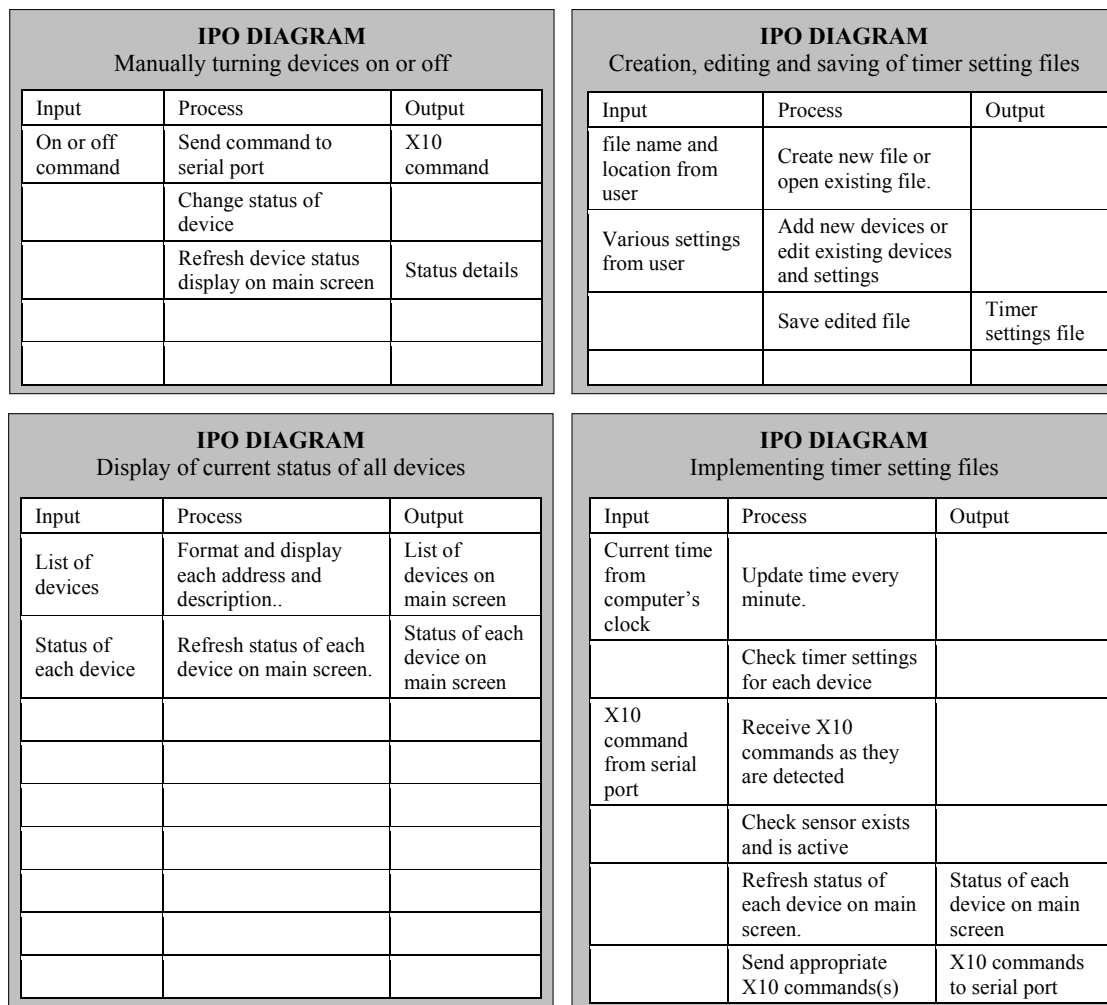 IPO DIAGRAM
Manually turning devices on or off
Input Process Output
On or off
command
Send command to
serial port
X10
command
Change status of
device
Refresh device status
display on main screen
Status details
IPO DIAGRAM
Creation, editing and saving of timer setting files
Input Process Output
file name and
location from
user
Create new file or
open existing file.
Various settings
from user
Add new devices or
edit existing devices
and settings
Save edited file
Timer
settings file
IPO DIAGRAM
Display of current status of all devices
Input Process Output
List of
devices
Format and display
each address and
description..
List of
devices on
main screen
Status of
each device
Refresh status of each
device on main screen.
Status of each
device on
main screen
IPO DIAGRAM
Implementing timer setting files
Input Process Output
Current time
from
computer’s
clock
Update time every
minute.
Check timer settings
for each device
X10
command
from serial
port
Receive X10
commands as they
are detected
Check sensor exists
and is active
Refresh status of
each device on main
screen.
Status of each
device on main
screen
Send appropriate
X10 commands(s)
X10 commands
to serial port